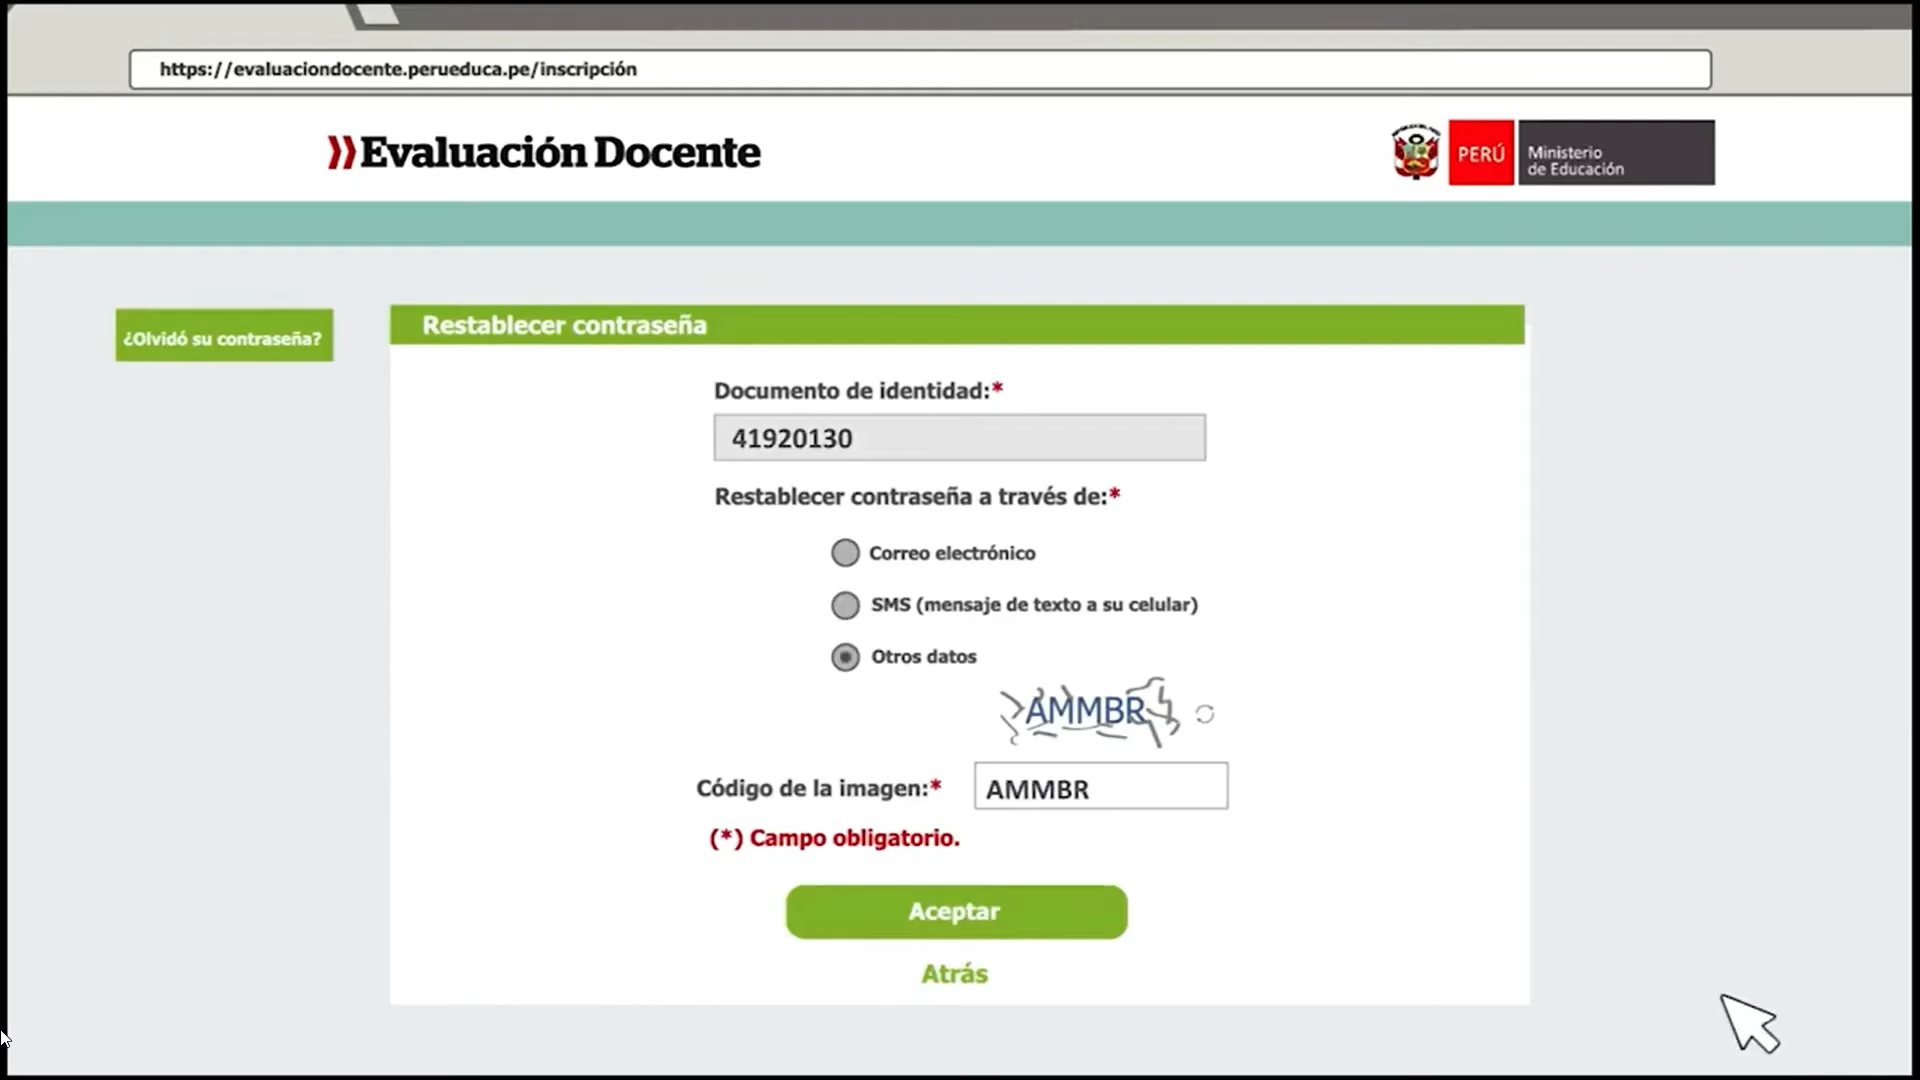 https://evaluaciondocente.perueduca.pe/inscripción
Evaluación Docente
PERÚ
Ministerio
de Educación
¿Olvidó su contraseña?
Restablecer contraseña
Documento de identidad:*
41920130
Restablecer contraseña a través de:*
Correo electrónico
SMS (mensaje de texto a su celular)
Otros datos
AMMBR
Código de la imagen:*
AMMBR
(*) Campo obligatorio.
Aceptar
Atrás